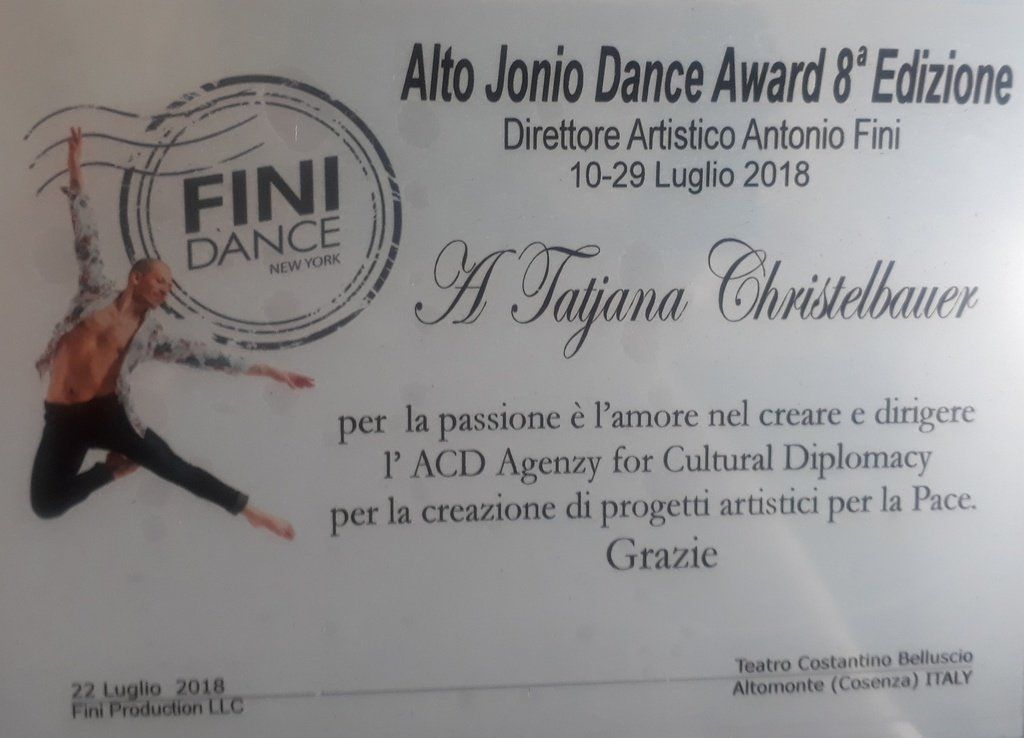 FINI
DANCE
NEW YORK
Alto Jonio Dance Award 8ª Edizione
Direttore Artistico Antonio Fini
10-29 Luglio 2018
A Tatjana Christelbauer
per la passione è l'amore nel creare e dirigere
l' ACD Agenzy for Cultural Diplomacy
per la creazione di progetti artistici per la Pace.
Grazie
22 Luglio 2018
Fini Production LLC
Teatro Costantino Belluscio
Altomonte (Cosenza) ITALY